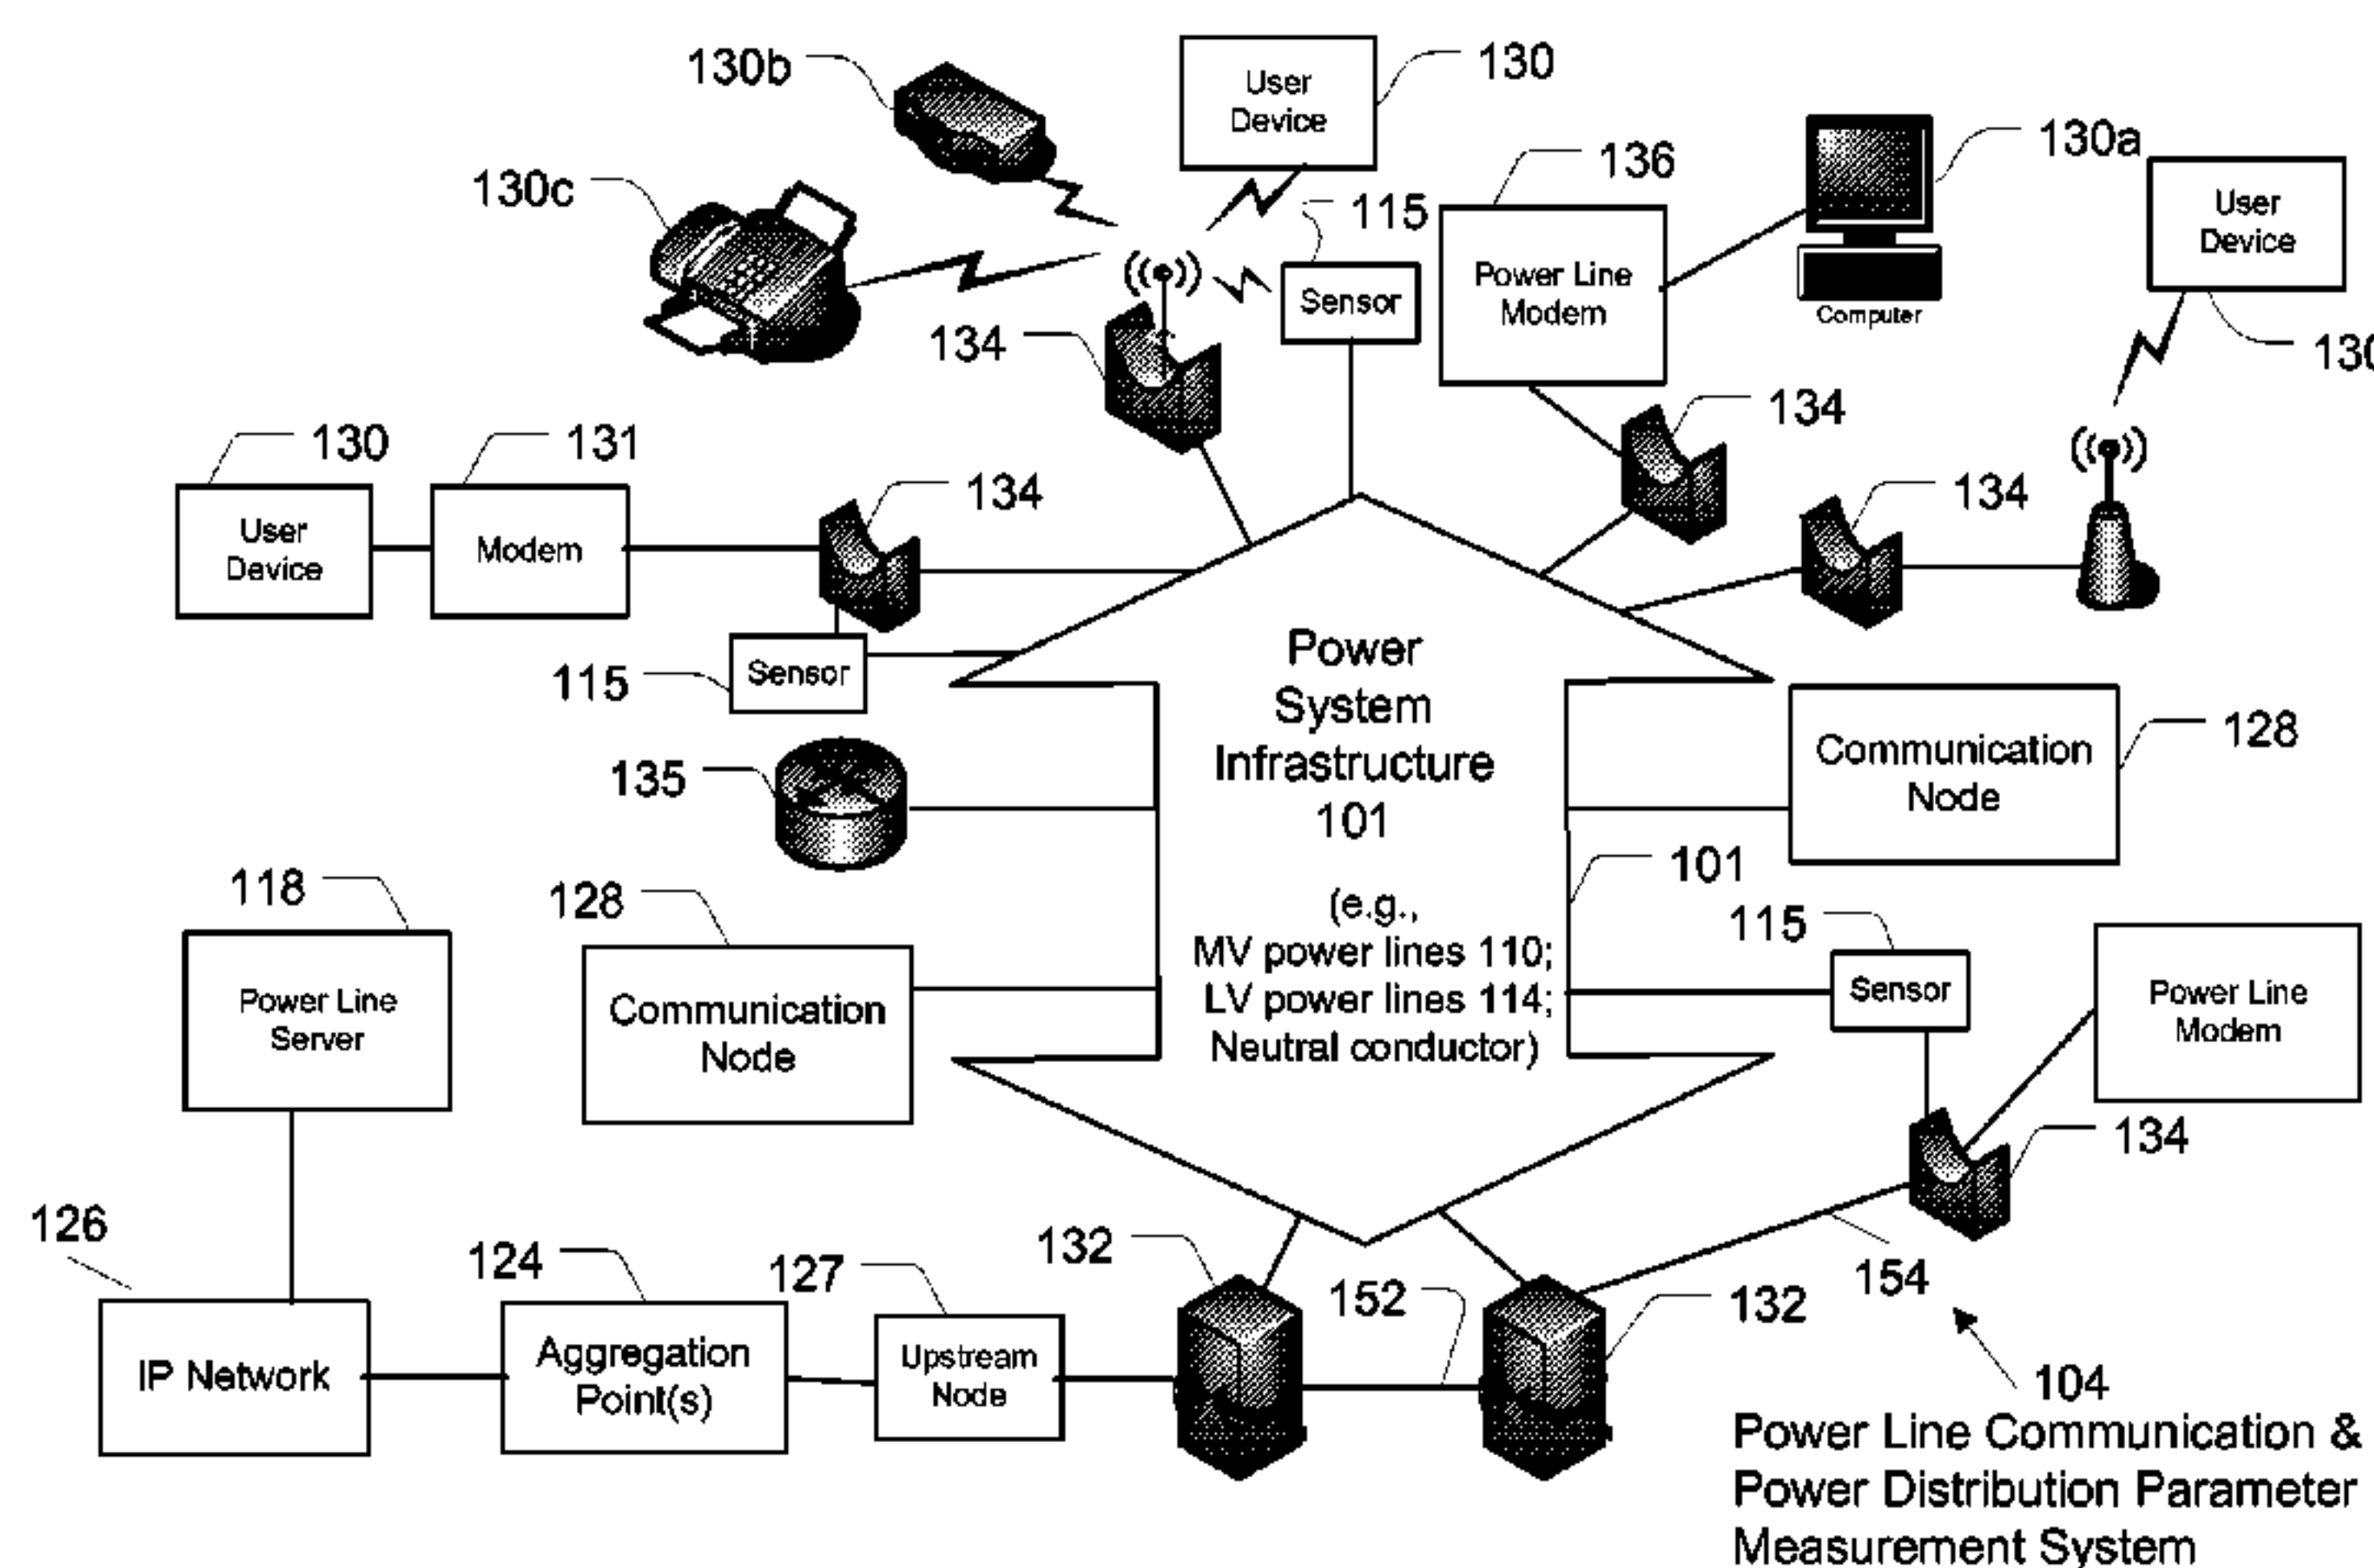 130b
User
Device
130
130c
136
130a
User
Device
115
Power Line
Modem
Sensor
Computer
134
130
134
130
131
134
134
User
Device
Modem
Sensor
115
Power
System
Infrastructure
101
Communication
Node
128
135
118
128
101
(e.g.,
MV power lines 110;
LV power lines 114;
Neutral conductor)
115
Sensor
Power Line
Server
Communication
Node
Power Line
Modem
134
126
124
127
132
152
154
132
IP Network
Aggregation
Point(s)
Upstream
Node
104
Power Line Communication &
Power Distribution Parameter
Measurement System